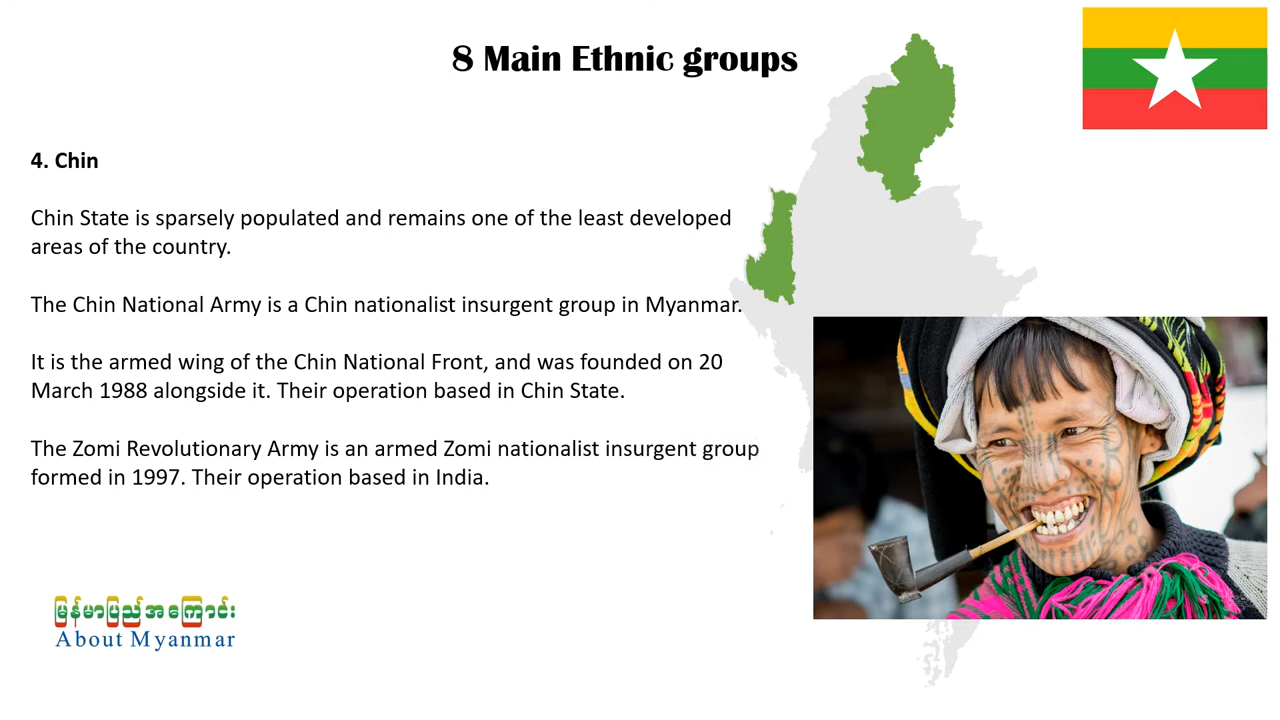 8 Main Ethnic groups
4. Chin
Chin State is sparsely populated and remains one of the least developed
areas of the country.
The Chin National Army is a Chin nationalist insurgent group in Myanmar.
It is the armed wing of the Chin National Front, and was founded on 20
March 1988 alongside it. Their operation based in Chin State.
The Zomi Revolutionary Army is an armed Zomi nationalist insurgent group
formed in 1997. Their operation based in India.
မြန်မာပြည်အကြောင်း
About Myanmar